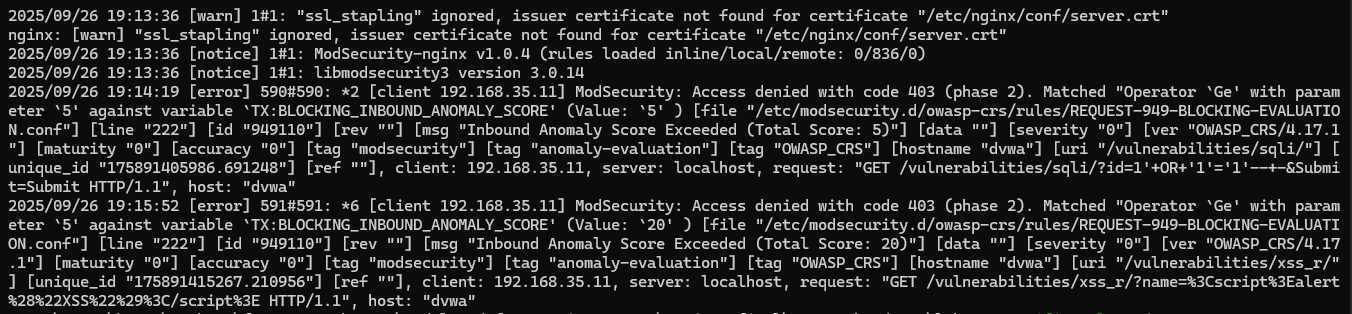 2025/09/26 19:13:36 [warn] 1#1: "ssl_stapling" ignored, issuer certificate not found for certificate "/etc/nginx/conf/server.crt"
nginx: [warn] "ssl_stapling" ignored, issuer certificate not found for certificate "/etc/nginx/conf/server.crt"
2025/09/26 19:13:36 [notice] 1#1: ModSecurity-nginx v1.0.4 (rules loaded inline/local/remote: 0/836/0)
2025/09/26 19:13:36 [notice] 1#1: libmodsecurity3 version 3.0.14
2025/09/26 19:14:19 [error] 590#590: *2 [client 192.168.35.11] ModSecurity: Access denied with code 403 (phase 2). Matched "Operator `Ge' with param
eter `5' against variable `TX:BLOCKING_INBOUND_ANOMALY_SCORE' (Value: `5' ) [file "/etc/modsecurity.d/owasp-crs/rules/REQUEST-949-BLOCKING-EVALUATIO
N.conf"] [line "222"] [id "949110"] [rev ""] [msg "Inbound Anomaly Score Exceeded (Total Score: 5)"] [data ""] [severity "0"] [ver "OWASP_CRS/4.17.1
"] [maturity "0"] [accuracy "0"] [tag "modsecurity"] [tag "anomaly-evaluation"] [tag "OWASP_CRS"] [hostname "dvwa"] [uri "/vulnerabilities/sqli/"] [
unique_id "175891405986.691248"] [ref ""], client: 192.168.35.11, server: localhost, request: "GET /vulnerabilities/sqli/?id=1'+OR+'1'='1'--+-&Submi
t=Submit HTTP/1.1", host: "dvwa"
2025/09/26 19:15:52 [error] 591#591: *6 [client 192.168.35.11] ModSecurity: Access denied with code 403 (phase 2). Matched "Operator `Ge' with param
eter `5' against variable `TX:BLOCKING_INBOUND_ANOMALY_SCORE' (Value: `20' ) [file "/etc/modsecurity.d/owasp-crs/rules/REQUEST-949-BLOCKING-EVALUATI
ON.conf"] [line "222"] [id "949110"] [rev ""] [msg "Inbound Anomaly Score Exceeded (Total Score: 20)"] [data ""] [severity "0"] [ver "OWASP_CRS/4.17
.1"] [maturity "0"] [accuracy "0"] [tag "modsecurity"] [tag "anomaly-evaluation"] [tag "OWASP_CRS"] [hostname "dvwa"] [uri "/vulnerabilities/xss_r/"
] [unique_id "175891415267.210956"] [ref ""], client: 192.168.35.11, server: localhost, request: "GET /vulnerabilities/xss_r/?name=%3Cscript%3Ealert
%28%22XSS%22%29%3C/script%3E HTTP/1.1", host: "dvwa"